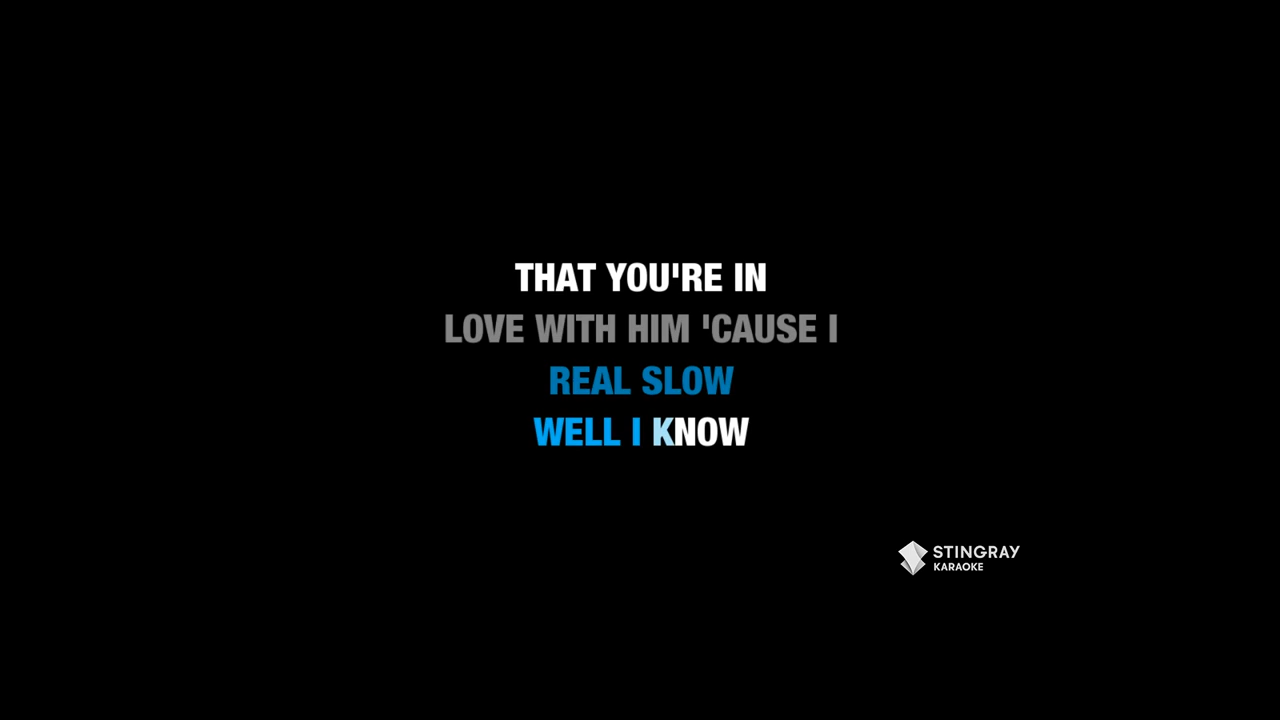 THAT YOU'RE IN
LOVE WITH HIM 'CAUSE I
REAL SLOW
WELL I KNOW
STINGRAY
KARAOKE